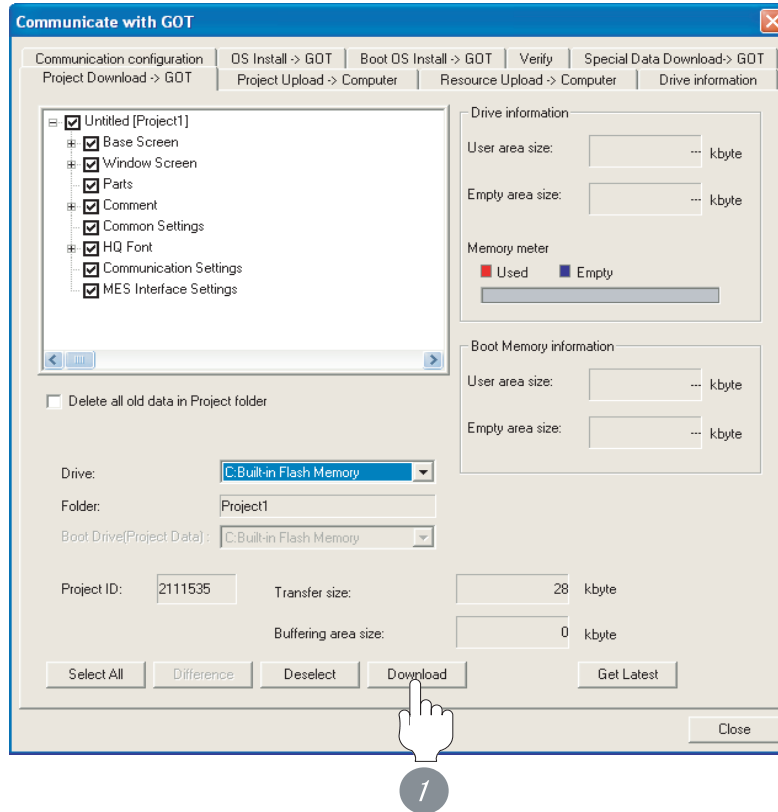 Communicate with GOT
Communication configuration OS Install -> GOT Boot OS Install -> GOT Verify Special Data Download-> GOT
Project Download -> GOT Project Upload -> Computer Resource Upload -> Computer Drive information
Untitled [Project1]
Base Screen
Window Screen
Parts
Comment
Common Settings
HQ Font
Communication Settings
MES Interface Settings
Drive information
User area size: --- kbyte
Empty area size: --- kbyte
Memory meter
Used Empty
Boot Memory information
User area size: --- kbyte
Empty area size: --- kbyte
Delete all old data in Project folder
Drive: C:Built-in Flash Memory
Folder: Project1
Boot Drive(Project Data) : C:Built-in Flash Memory
Project ID: 2111535 Transfer size: 28 kbyte
Buffering area size: 0 kbyte
Select All Difference Deselect Download Get Latest
Close
1